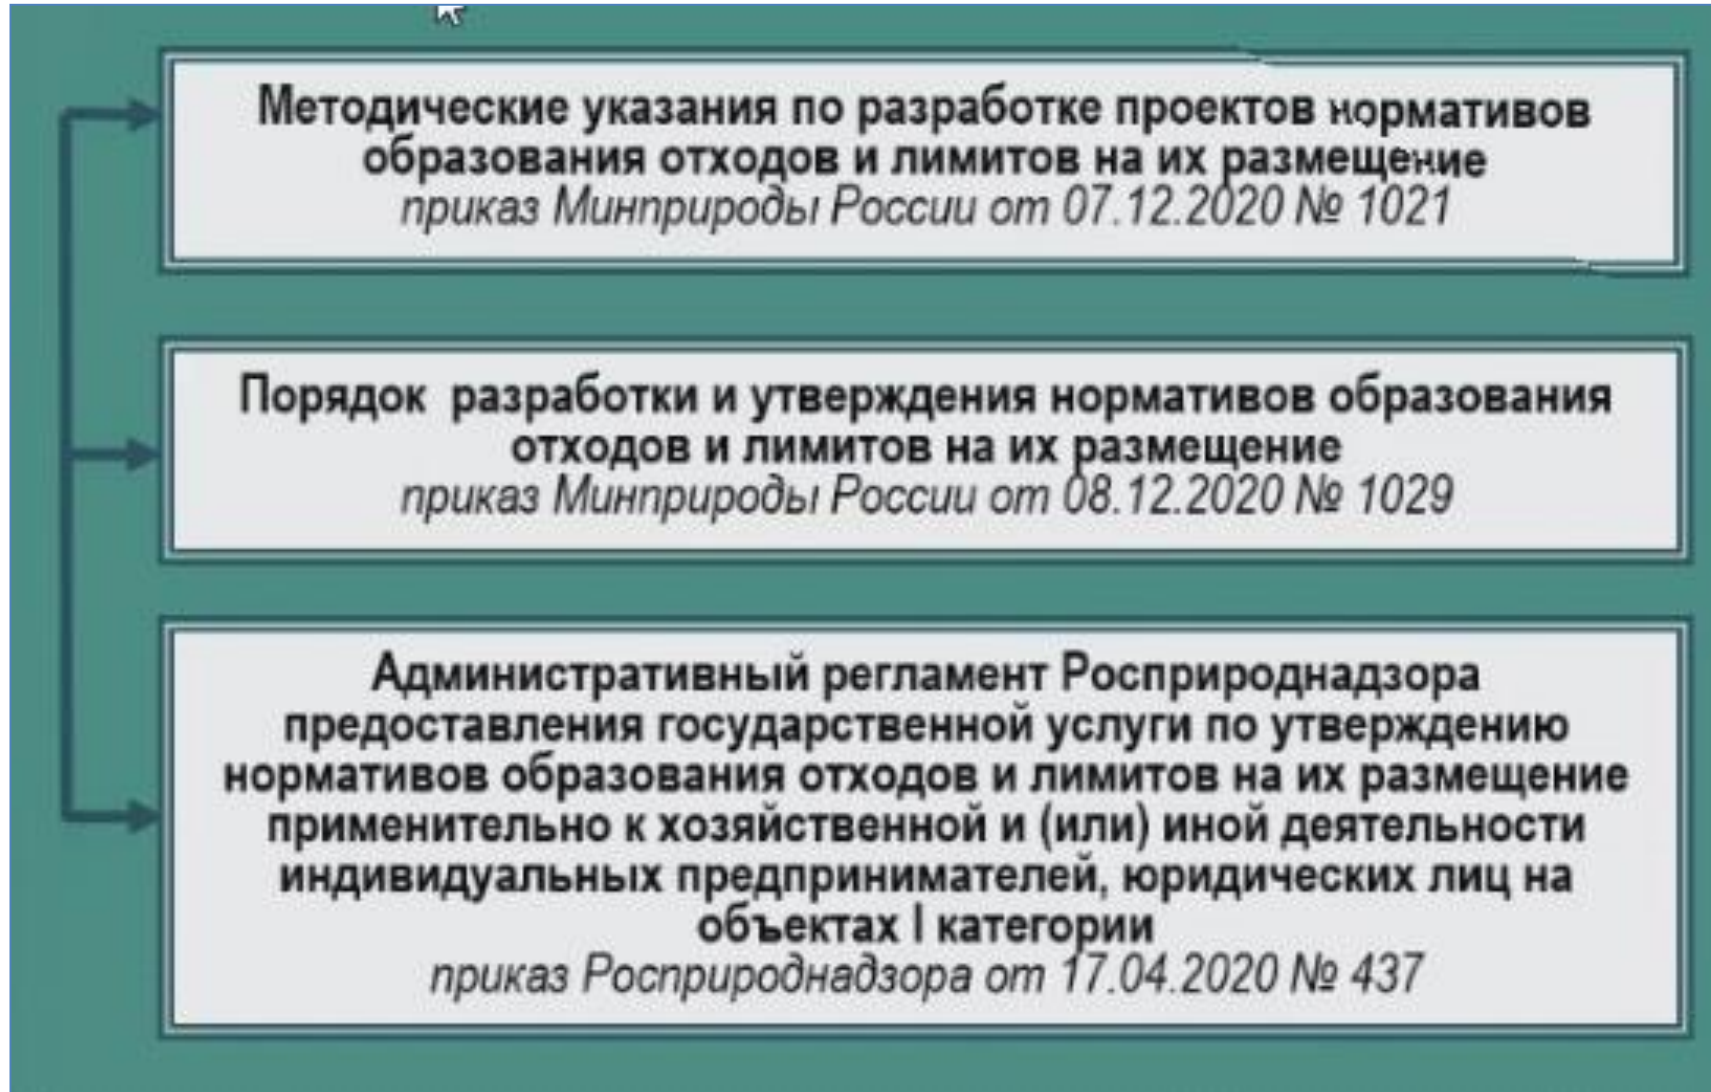 Методические указания по разработке проектов нормативов
образования отходов и лимитов на их размещение
приказ Минприроды России от 07.12.2020 № 1021
Порядок разработки и утверждения нормативов образования
отходов и лимитов на их размещение
приказ Минприроды России от 08.12.2020 № 1029
Административный регламент Росприроднадзора
предоставления государственной услуги по утверждению
нормативов образования отходов и лимитов на их размещение
применительно к хозяйственной и (или) иной деятельности
индивидуальных предпринимателей, юридических лиц на
объектах I категории
приказ Росприроднадзора от 17.04.2020 № 437